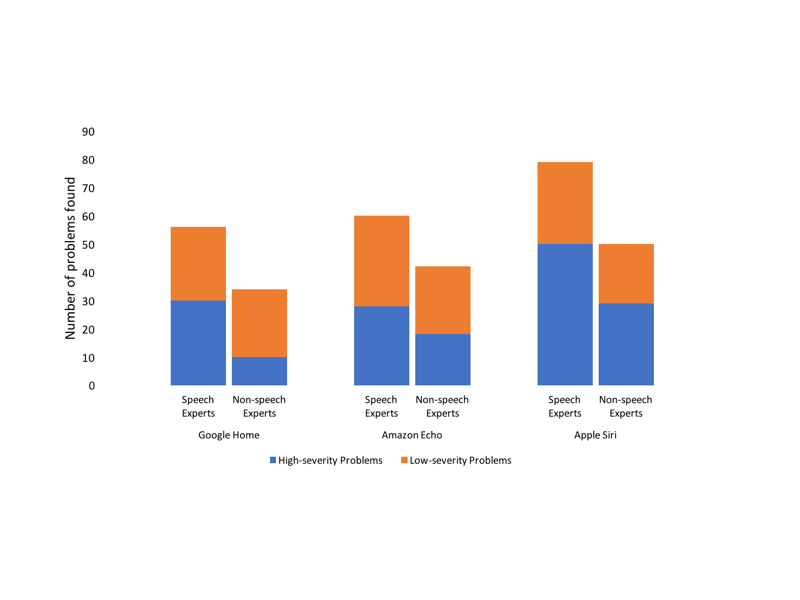 90
80
70
60
50
40
30
20
10
0
Number of problems found
Speech Experts
Non-speech Experts
Speech Experts
Non-speech Experts
Speech Experts
Non-speech Experts
Google Home
Amazon Echo
Apple Siri
High-severity Problems
Low-severity Problems